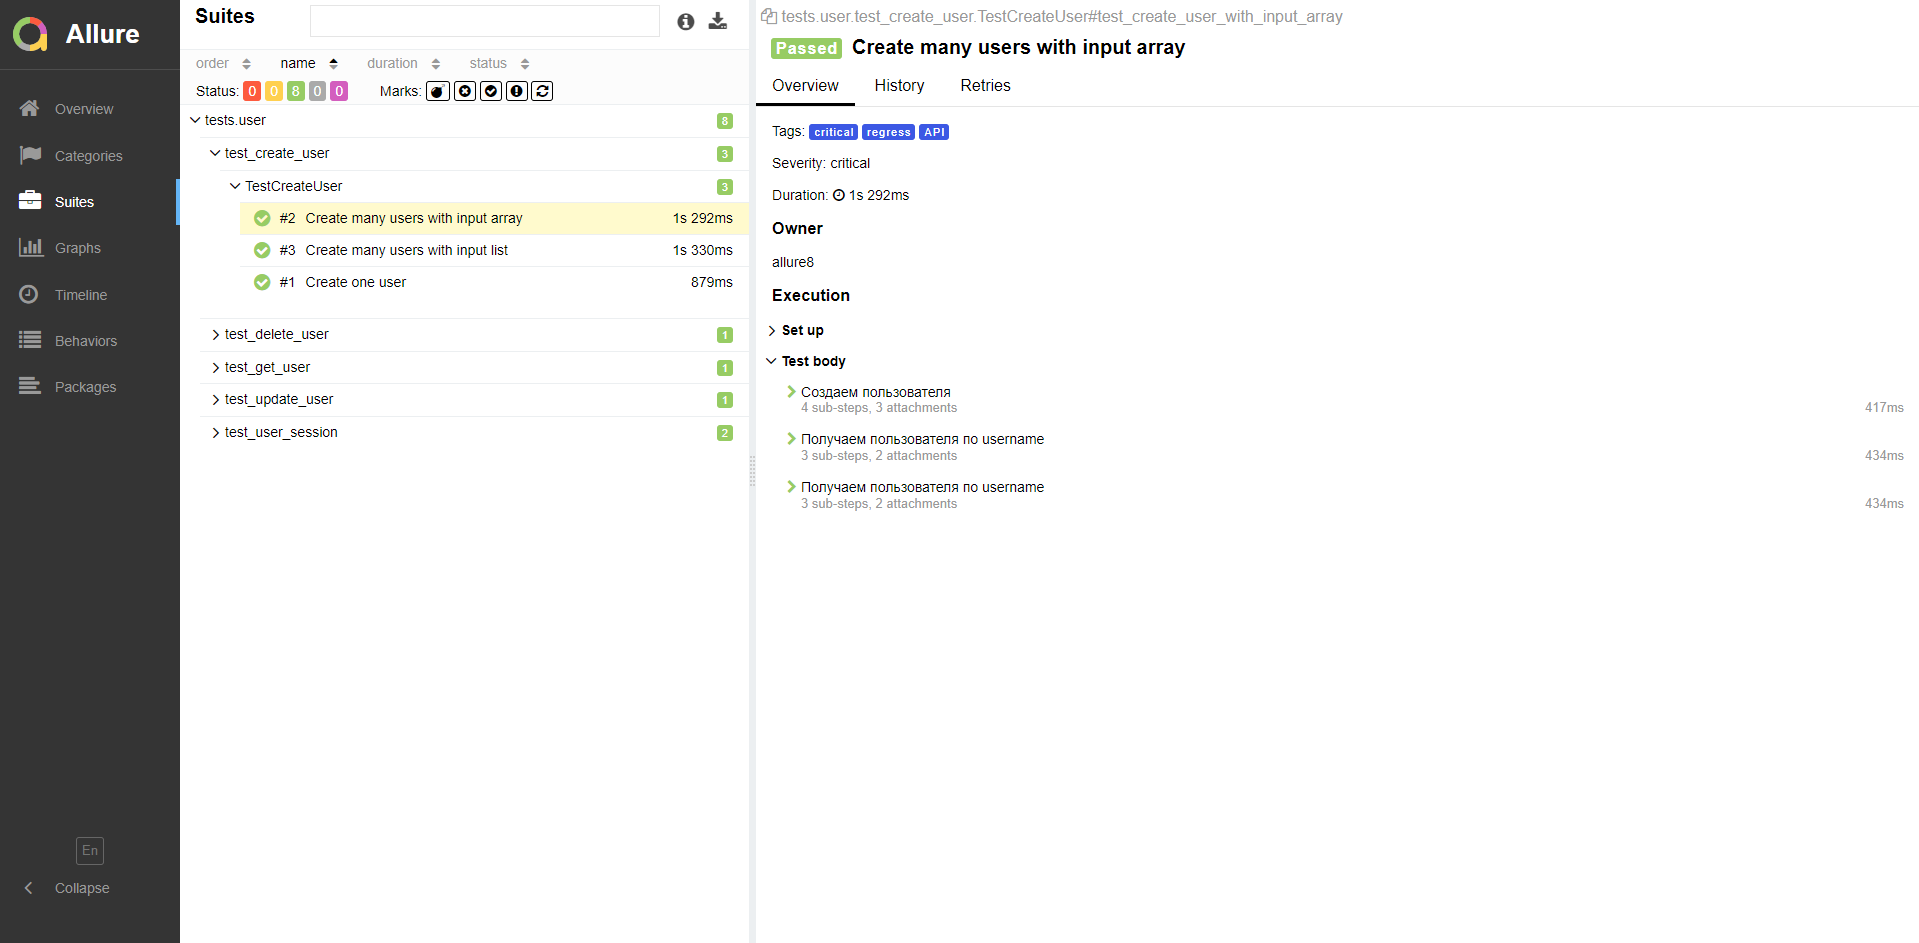 Allure
Overview
Categories
Suites
Graphs
Timeline
Behaviors
Packages
En
Collapse
Suites
order name duration status
Status: 0 0 8 0 0 Marks:
tests.user 8
test_create_user 3
TestCreateUser 3
#2 Create many users with input array 1s 292ms
#3 Create many users with input list 1s 330ms
#1 Create one user 879ms
test_delete_user 1
test_get_user 1
test_update_user 1
test_user_session 2
tests.user.test_create_user.TestCreateUser#test_create_user_with_input_array
Passed Create many users with input array
Overview History Retries
Tags: critical regress API
Severity: critical
Duration: 1s 292ms
Owner
allure8
Execution
Set up
Test body
Создаем пользователя
4 sub-steps, 3 attachments 417ms
Получаем пользователя по username
3 sub-steps, 2 attachments 434ms
Получаем пользователя по username
3 sub-steps, 2 attachments 434ms